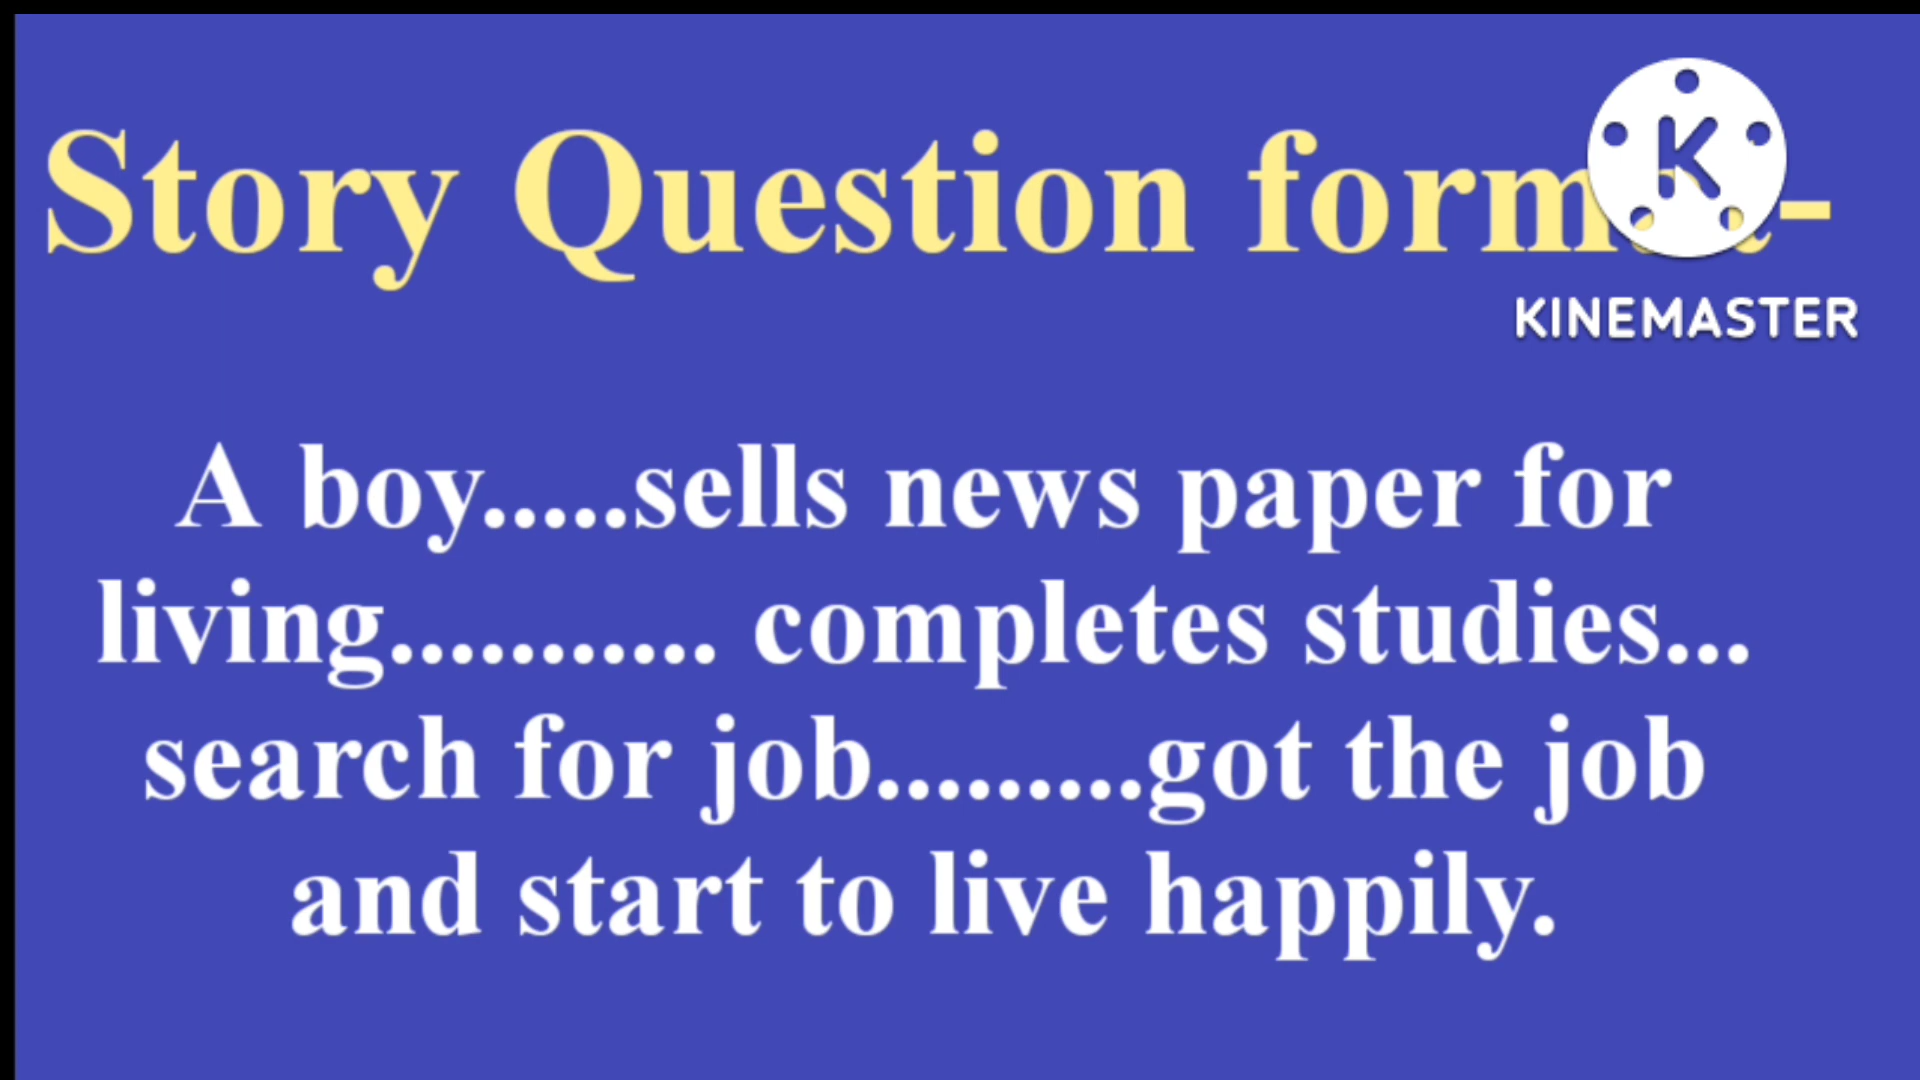 Story Question
KINEMASTER
A boy.....sells news paper for
living........... completes studies...
search for job.........got the job
and start to live happily.